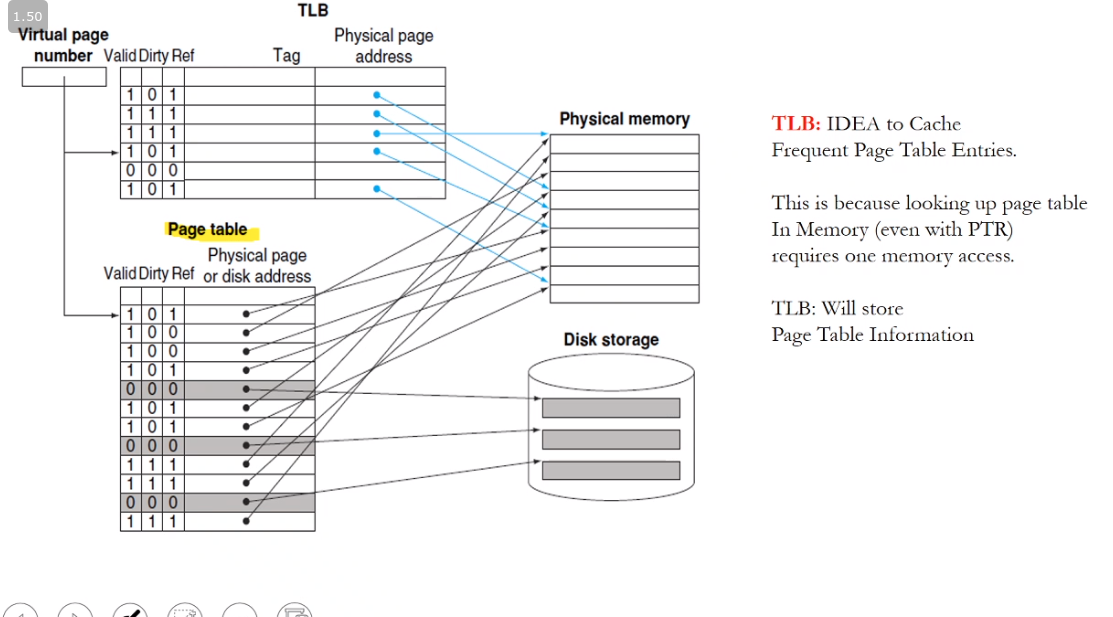 1.50
TLB
Virtual page
number
Valid Dirty Ref
Tag
Physical page
address
1 0 1
1 1 1
1 1 1
1 0 1
0 0 0
1 0 1
Physical memory
Page table
Physical page
or disk address
Valid Dirty Ref
1 0 1
1 0 0
1 0 0
1 0 1
0 0 0
1 0 1
1 0 1
0 0 0
1 1 1
1 1 1
0 0 0
1 1 1
Disk storage
TLB: IDEA to Cache
Frequent Page Table Entries.
This is because looking up page table
In Memory (even with PTR)
requires one memory access.
TLB: Will store
Page Table Information